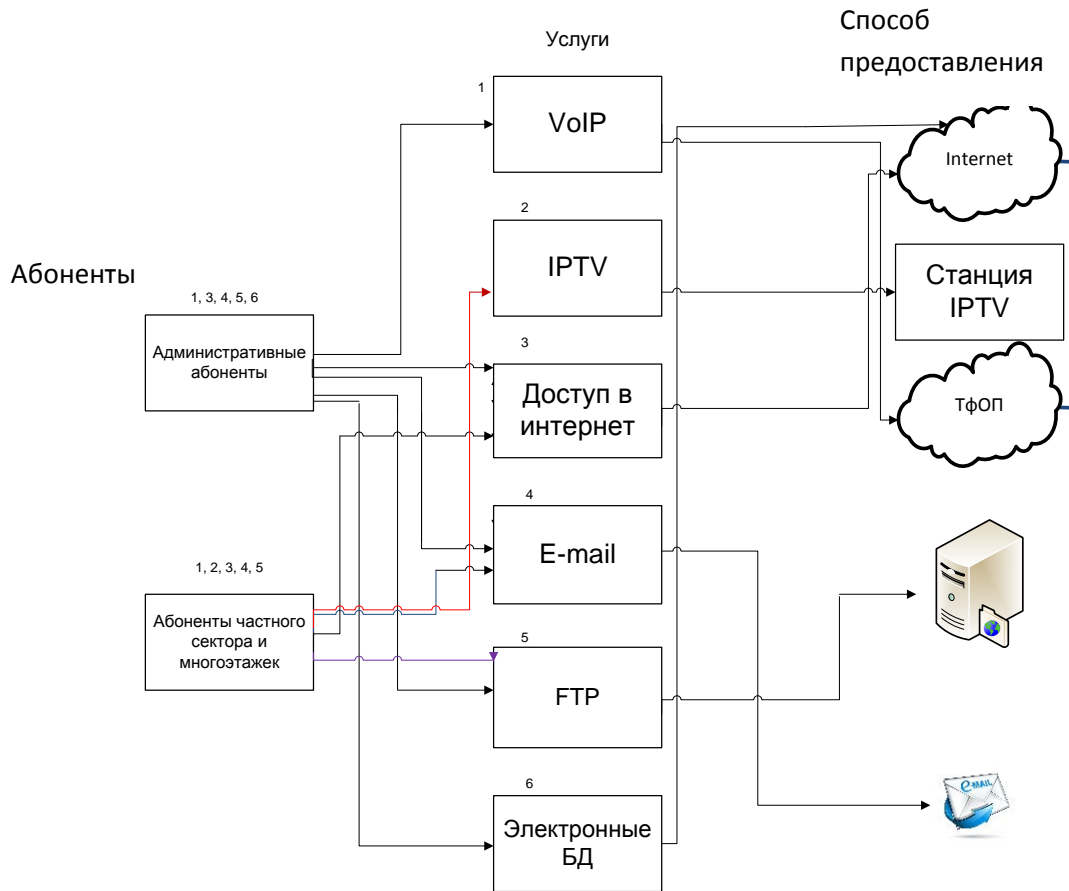 Способ
предоставления
Услуги
1
VoIP
Internet
2
IPTV
Станция
IPTV
Абоненты
1, 3, 4, 5, 6
Административные
абоненты
3
Доступ в
интернет
ТфОП
4
E-mail
1, 2, 3, 4, 5
Абоненты частного
сектора и
многоэтажек
5
FTP
6
Электронные
БД
e-MAIL